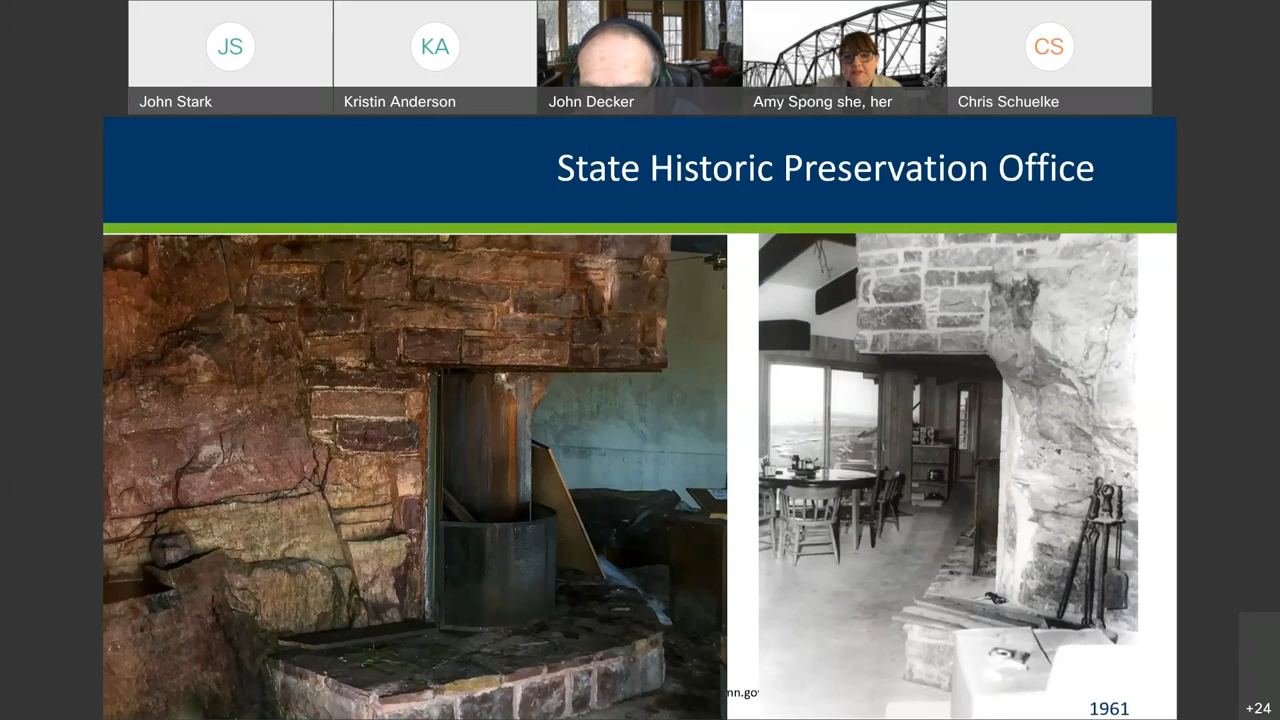 JS
KA
CS
John Stark
Kristin Anderson
John Decker
Amy Spong she, her
Chris Schuelke
State Historic Preservation Office
nn.gov
1961
+24